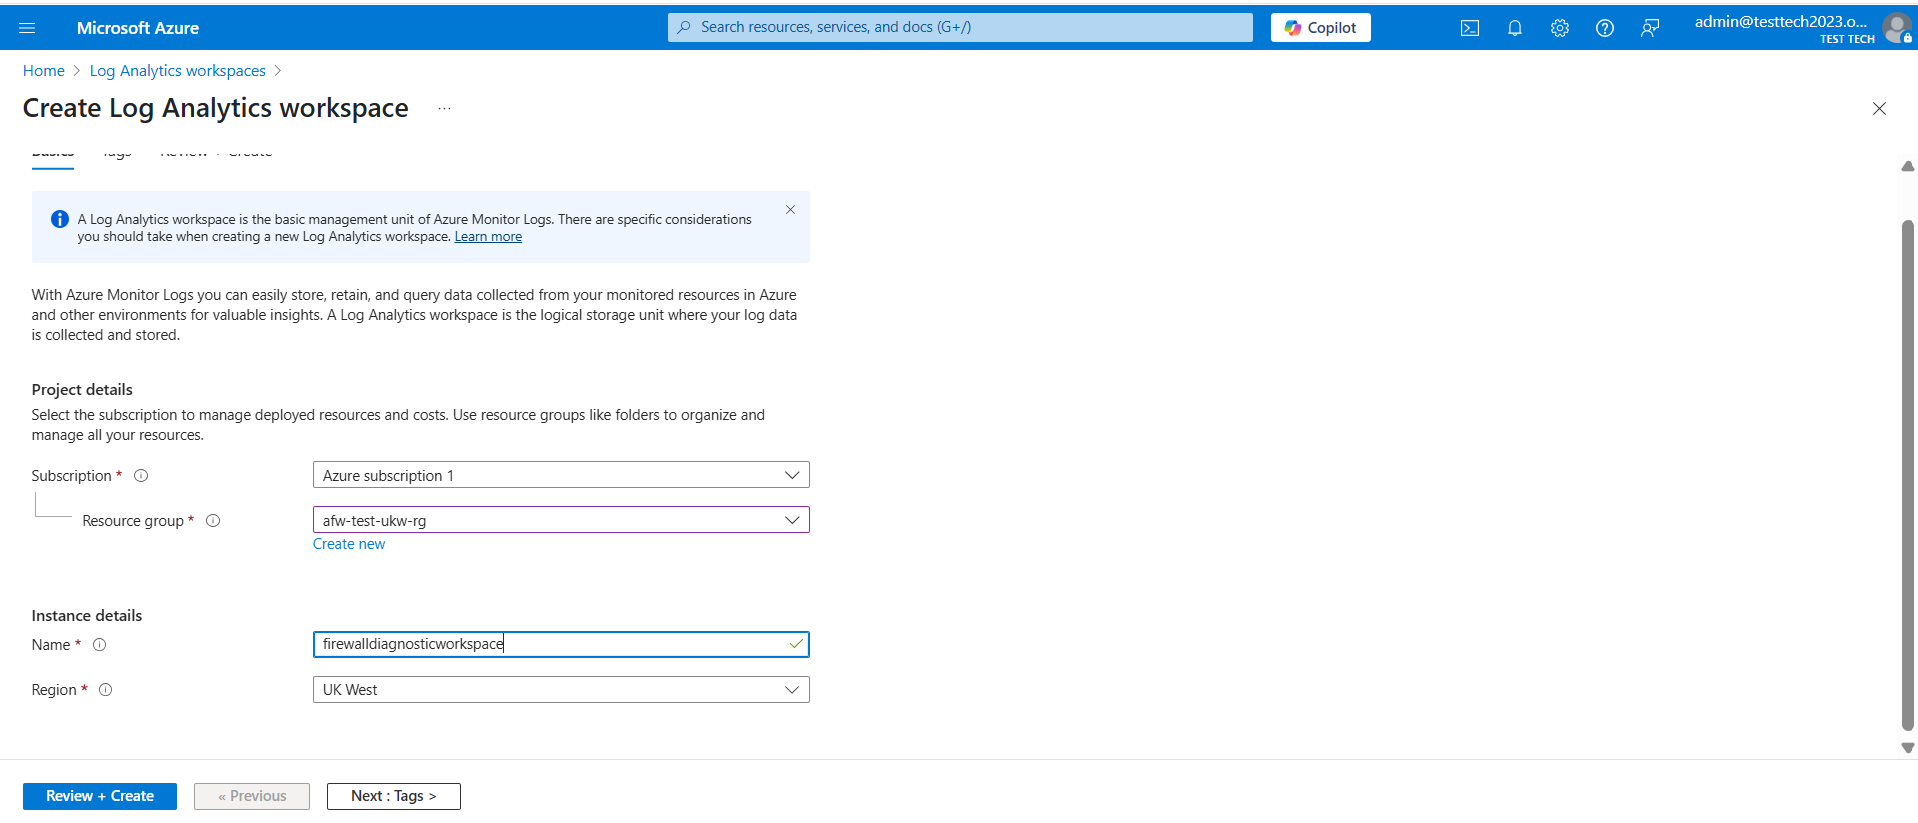 Microsoft Azure
Search resources, services, and docs (G+/)
Copilot
admin@testtech2023.o...
TEST TECH
Home > Log Analytics workspaces >
Create Log Analytics workspace ...
Basics Tags Review + Create
A Log Analytics workspace is the basic management unit of Azure Monitor Logs. There are specific considerations
you should take when creating a new Log Analytics workspace. Learn more
With Azure Monitor Logs you can easily store, retain, and query data collected from your monitored resources in Azure
and other environments for valuable insights. A Log Analytics workspace is the logical storage unit where your log data
is collected and stored.
Project details
Select the subscription to manage deployed resources and costs. Use resource groups like folders to organize and
manage all your resources.
Subscription * Azure subscription 1
Resource group * afw-test-ukw-rg
Create new
Instance details
Name * firewalldiagnosticworkspace
Region * UK West
Review + Create « Previous Next : Tags >